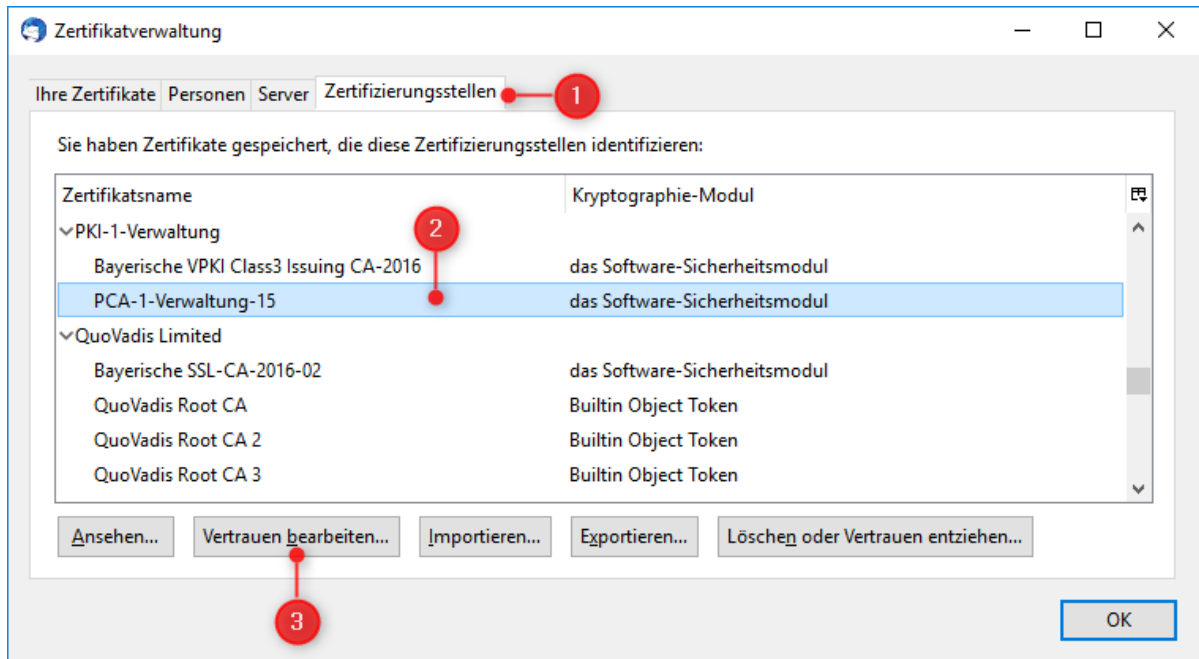 Zertifikatverwaltung
Ihre Zertifikate Personen Server Zertifizierungsstellen 1
Sie haben Zertifikate gespeichert, die diese Zertifizierungsstellen identifizieren:
Zertifikatsname Kryptographie-Modul
PKI-1-Verwaltung 2
Bayerische VPKI Class3 Issuing CA-2016 das Software-Sicherheitsmodul
PCA-1-Verwaltung-15 das Software-Sicherheitsmodul
QuoVadis Limited
Bayerische SSL-CA-2016-02 das Software-Sicherheitsmodul
QuoVadis Root CA Builtin Object Token
QuoVadis Root CA 2 Builtin Object Token
QuoVadis Root CA 3 Builtin Object Token
Ansehen... Vertrauen bearbeiten... Importieren... Exportieren... Löschen oder Vertrauen entziehen...
3
OK